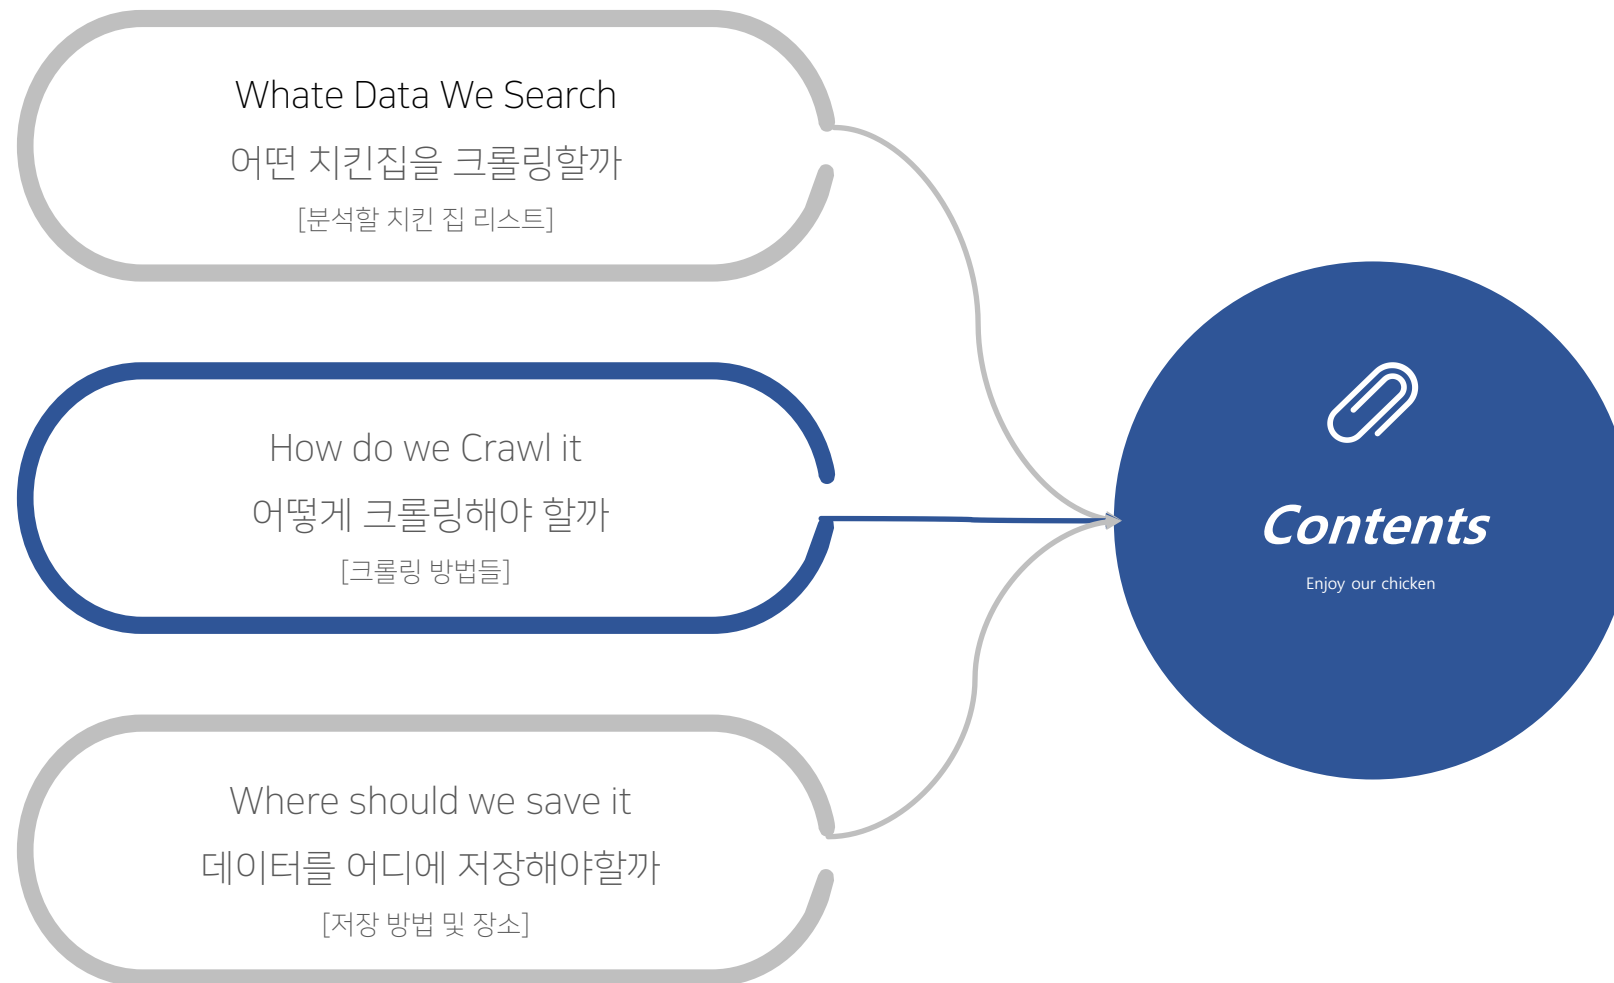 Whate Data We Search
어떤 치킨집을 크롤링할까
[분석할 치킨 집 리스트]
How do we Crawl it
어떻게 크롤링해야 할까
[크롤링 방법들]
Where should we save it
데이터를 어디에 저장해야할까
[저장 방법 및 장소]
Contents
Enjoy our chicken